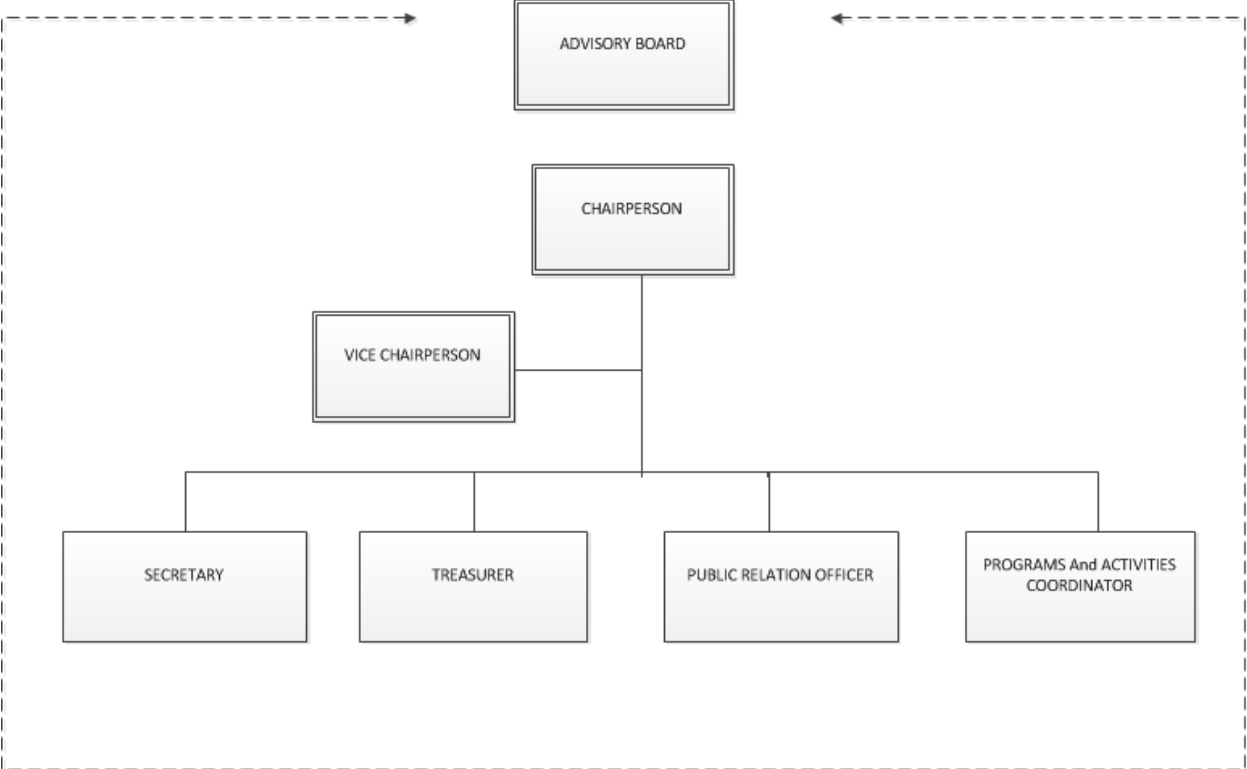 ADVISORY BOARD
CHAIRPERSON
VICE CHAIRPERSON
SECRETARY
TREASURER
PUBLIC RELATION OFFICER
PROGRAMS And ACTIVITIES
COORDINATOR